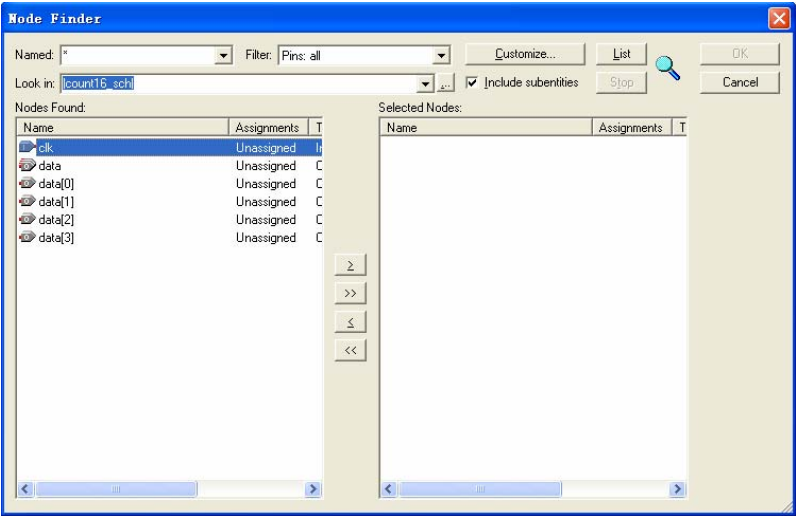 Node Finder
Named: * Filter: Pins: all Customize... List OK
Look in: |count16_sch| Include subentities Stop Cancel
Nodes Found: Selected Nodes:
Name Assignments T Name Assignments T
clk Unassigned In
data Unassigned C
data[0] Unassigned C
data[1] Unassigned C
data[2] Unassigned C
data[3] Unassigned C
>
>>
<
<<